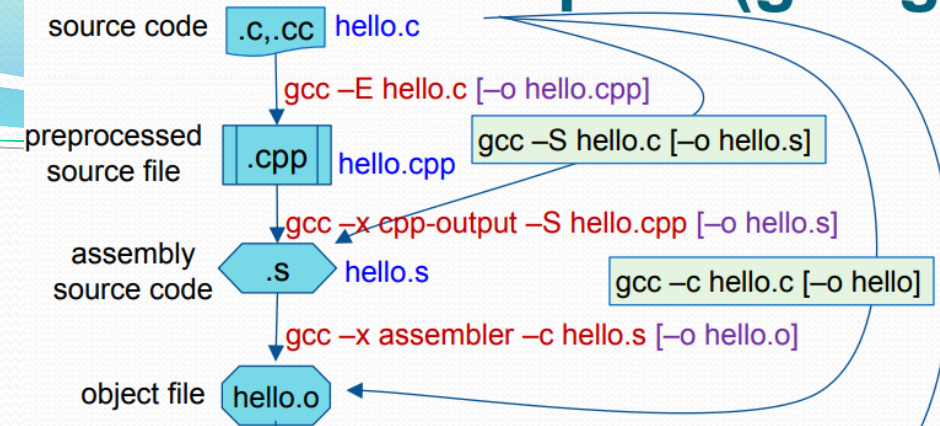 source code
.c,.cc
hello.c
gcc –E hello.c [–o hello.cpp]
preprocessed
source file
.cpp
hello.cpp
gcc –S hello.c [–o hello.s]
gcc –x cpp-output –S hello.cpp [–o hello.s]
assembly
source code
.s
hello.s
gcc –c hello.c [–o hello]
gcc –x assembler –c hello.s [–o hello.o]
object file
hello.o